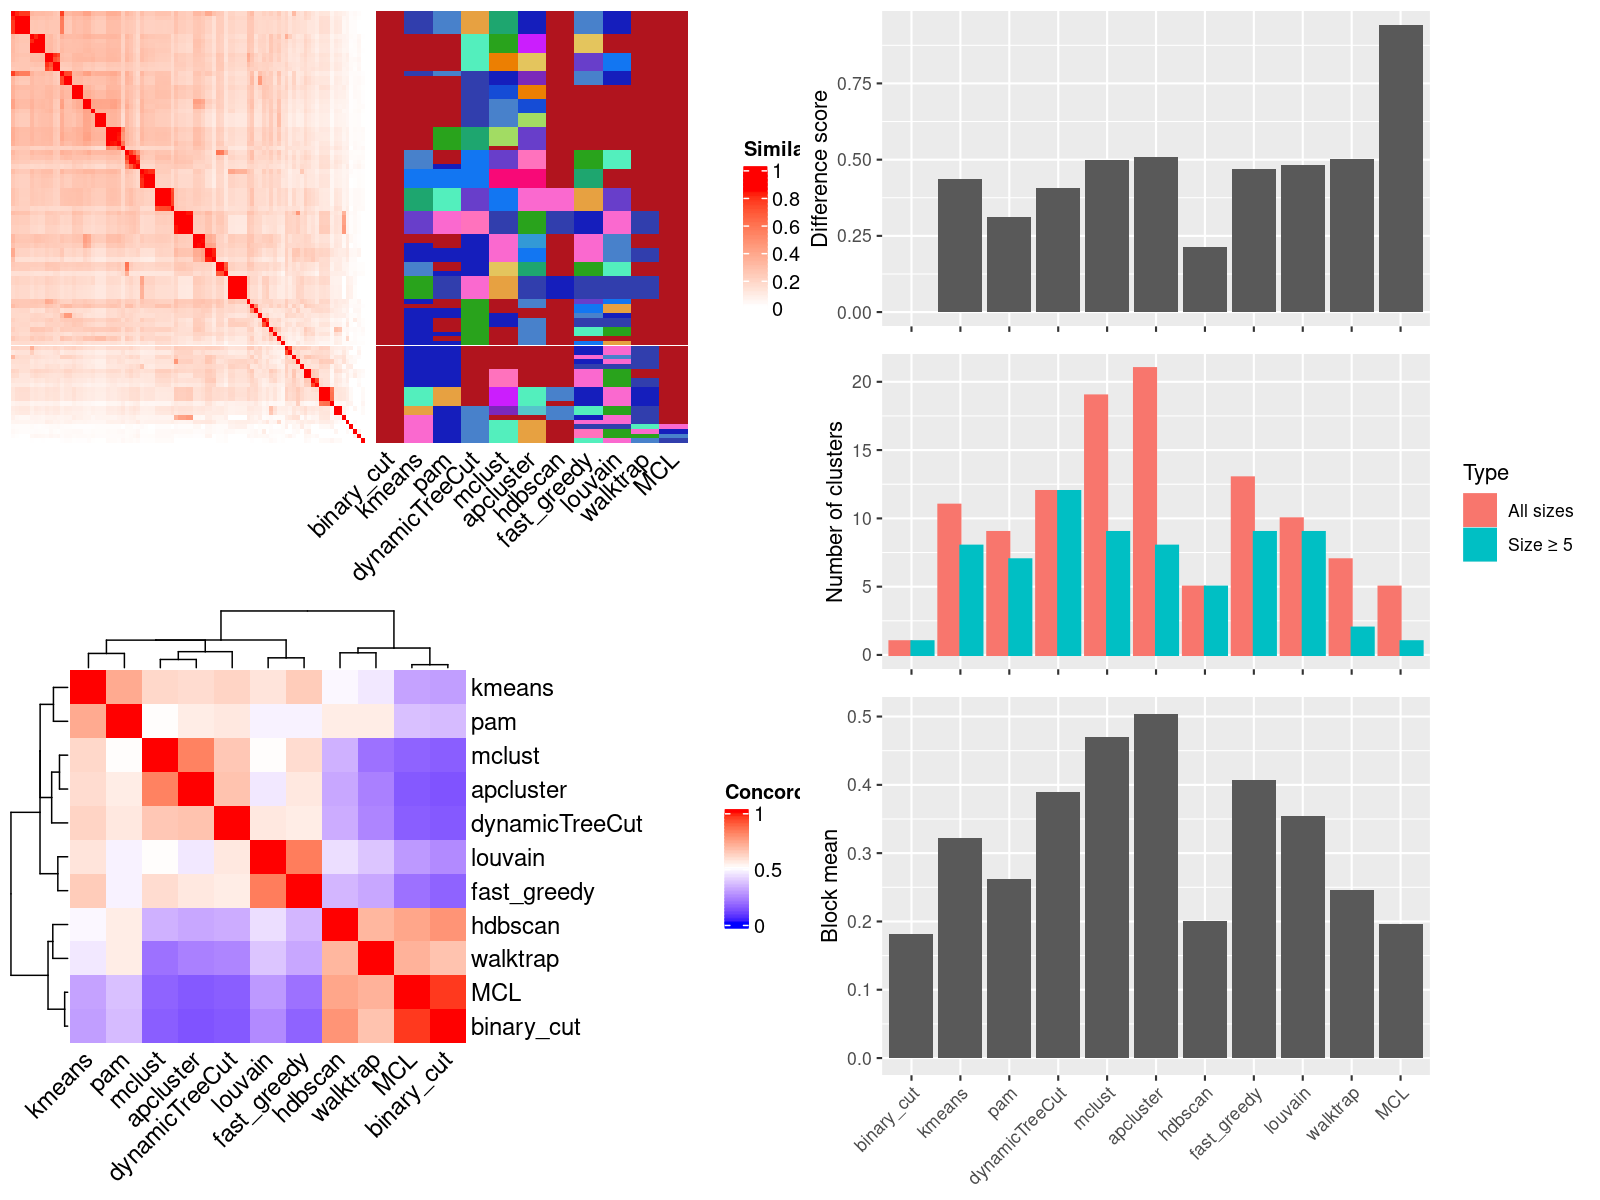 Simila
1
0.8
0.6
0.4
0.2
0
binary_cut
kmeans
pam
dynamicTreeCut
mclust
apcluster
hdbscan
fast_greedy
louvain
walktrap
MCL
kmeans
pam
mclust
apcluster
dynamicTreeCut
louvain
fast_greedy
hdbscan
walktrap
MCL
binary_cut
kmeans
pam
mclust
apcluster
dynamicTreeCut
louvain
fast_greedy
hdbscan
walktrap
MCL
binary_cut
Concord
1
0.5
0
Difference score
0.75
0.50
0.25
0.00
Number of clusters
20
15
10
5
0
Type
All sizes
Size ≥ 5
Block mean
0.5
0.4
0.3
0.2
0.1
0.0
binary_cut
kmeans
pam
dynamicTreeCut
mclust
apcluster
hdbscan
fast_greedy
louvain
walktrap
MCL